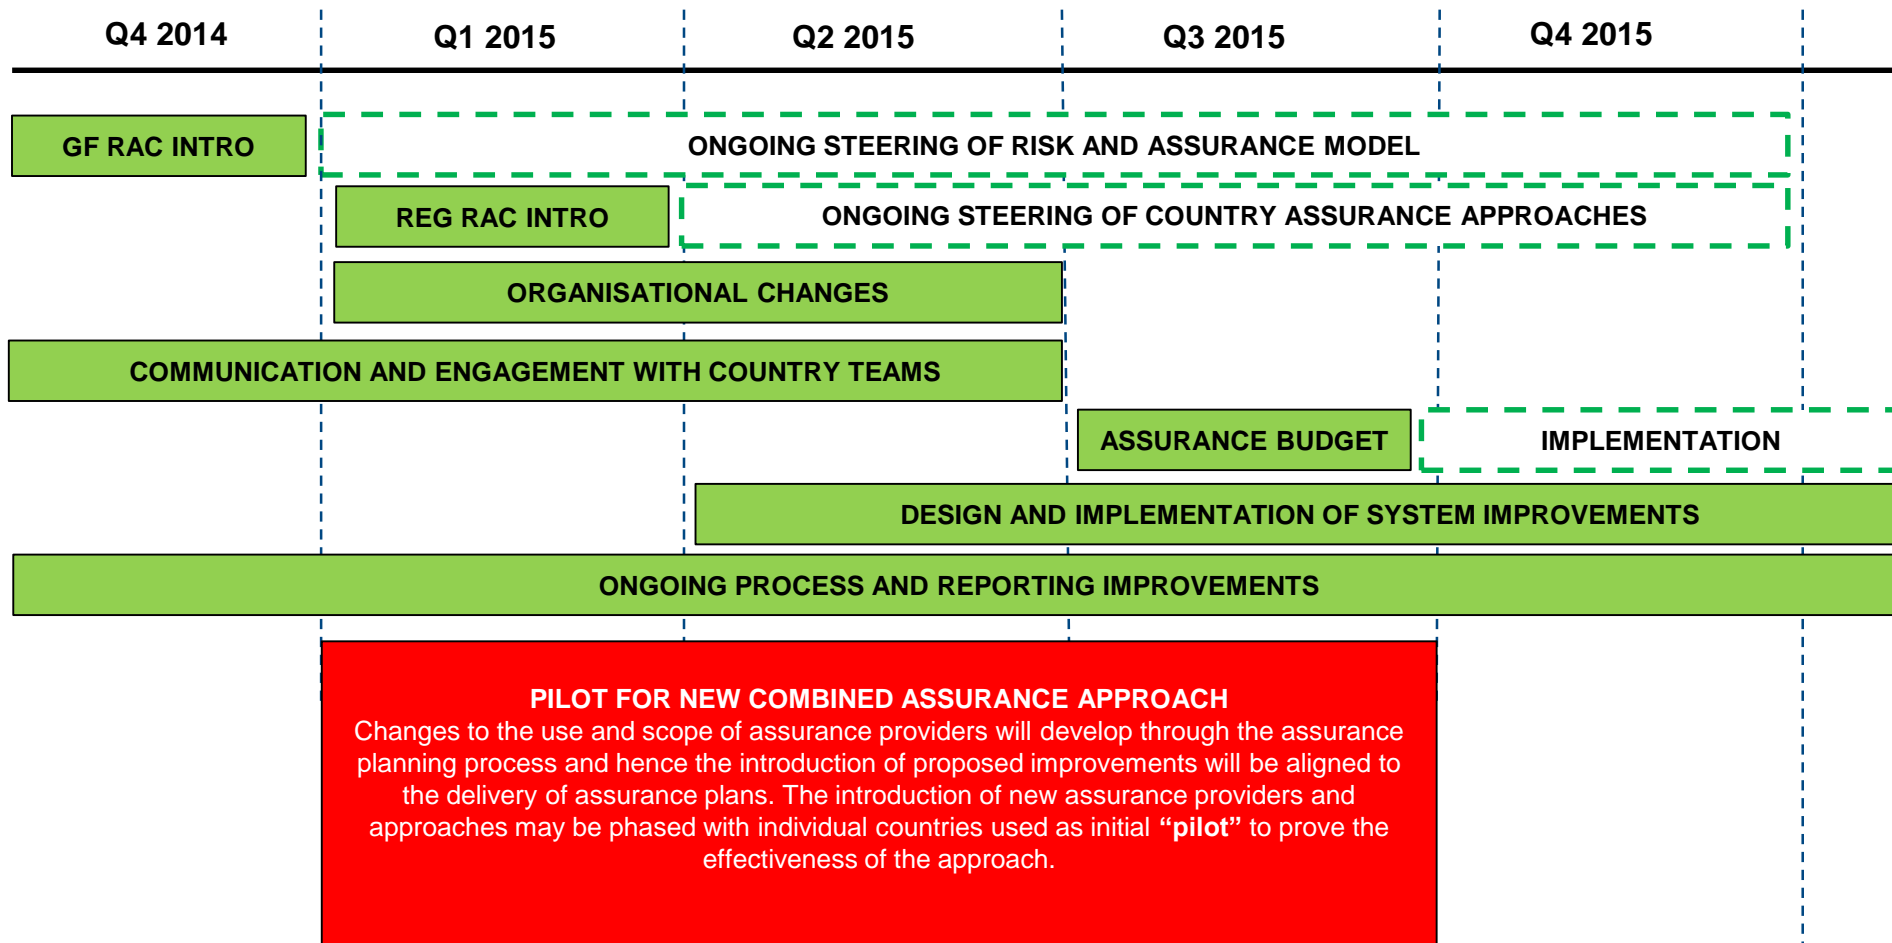 Q4 2014
Q1 2015
Q2 2015
Q3 2015
Q4 2015
GF RAC INTRO
ONGOING STEERING OF RISK AND ASSURANCE MODEL
REG RAC INTRO
ONGOING STEERING OF COUNTRY ASSURANCE APPROACHES
ORGANISATIONAL CHANGES
COMMUNICATION AND ENGAGEMENT WITH COUNTRY TEAMS
ASSURANCE BUDGET
IMPLEMENTATION
DESIGN AND IMPLEMENTATION OF SYSTEM IMPROVEMENTS
ONGOING PROCESS AND REPORTING IMPROVEMENTS
PILOT FOR NEW COMBINED ASSURANCE APPROACH
Changes to the use and scope of assurance providers will develop through the assurance
planning process and hence the introduction of proposed improvements will be aligned to
the delivery of assurance plans. The introduction of new assurance providers and
approaches may be phased with individual countries used as initial “pilot” to prove the
effectiveness of the approach.